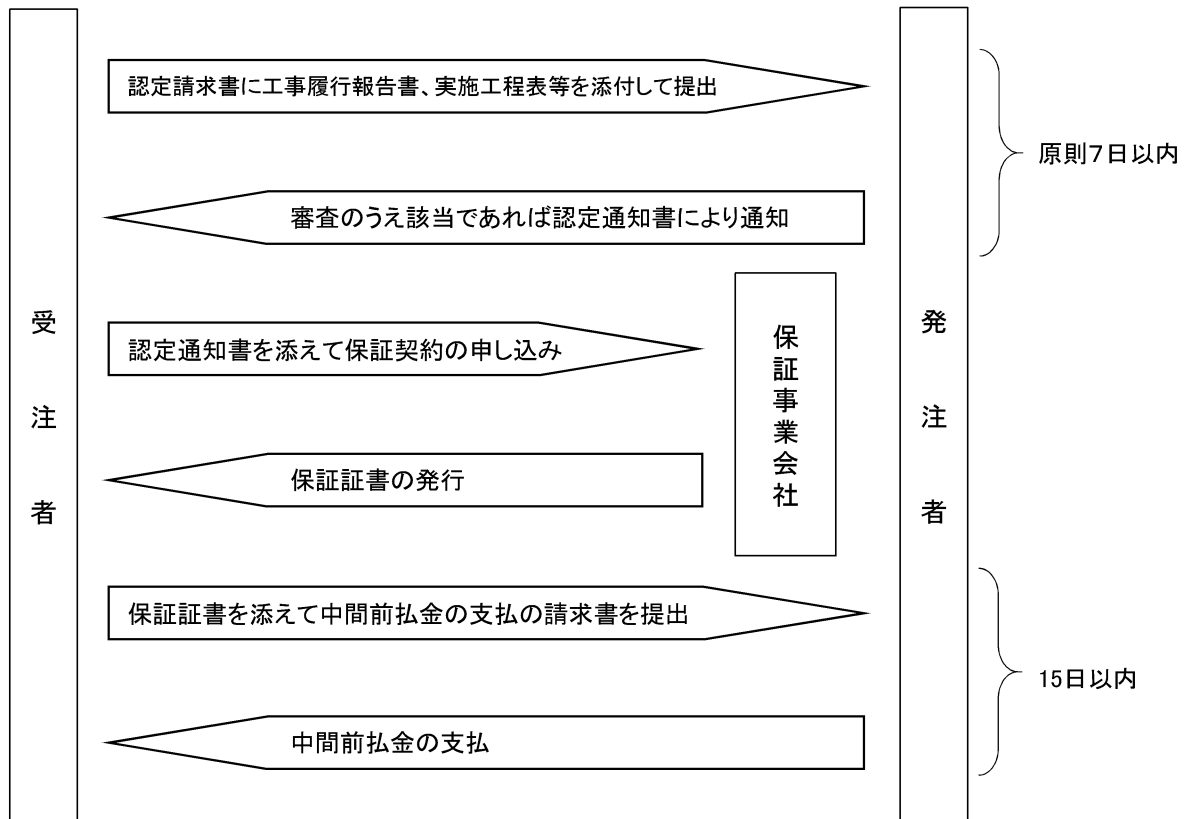 認定請求書に工事履行報告書、実施工程表等を添付して提出
原則7日以内
審査のうえ該当であれば認定通知書により通知
受注者
保証事業会社
発注者
認定通知書を添えて保証契約の申し込み
保証証書の発行
保証証書を添えて中間前払金の支払の請求書を提出
15日以内
中間前払金の支払